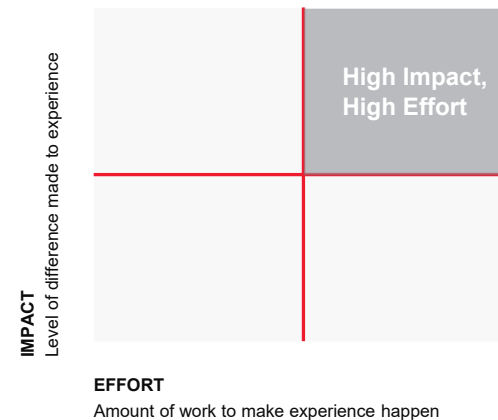 High Impact,
High Effort
IMPACT
Level of difference made to experience
EFFORT
Amount of work to make experience happen